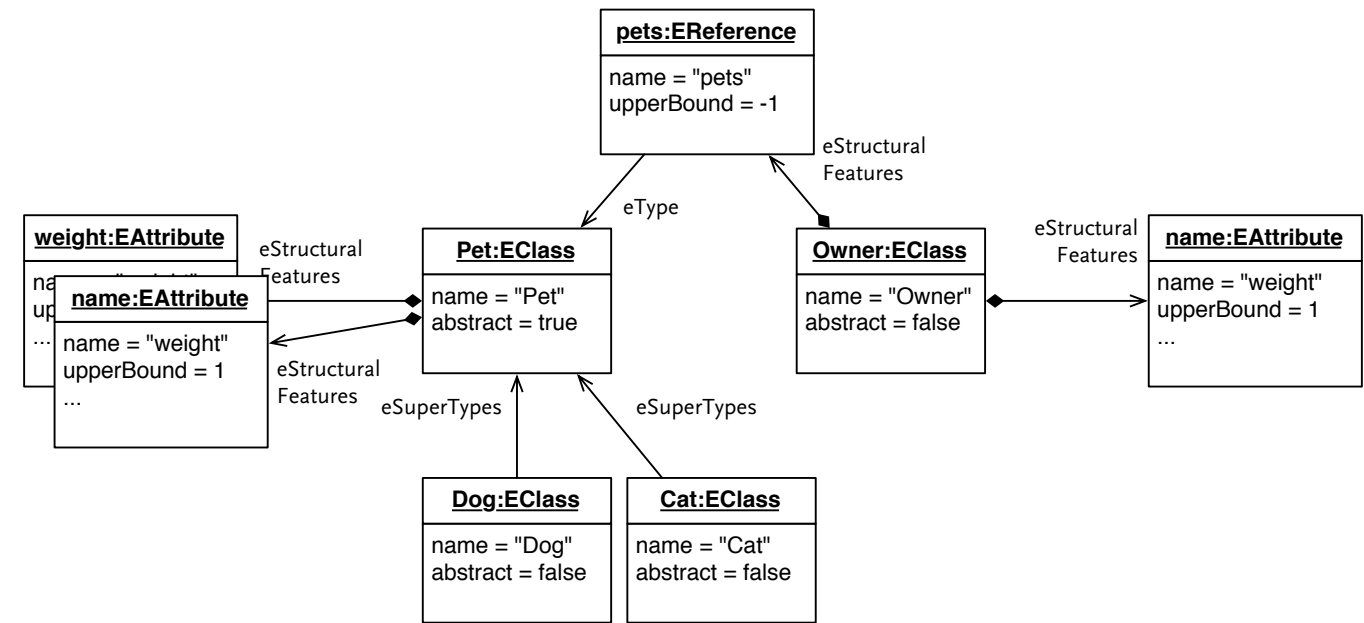 pets:EReference
name = "pets"
upperBound = -1
eStructural
Features
eType
weight:EAttribute
...
eStructural
Features
name:EAttribute
name = "weight"
upperBound = 1
...
eStructural
Features
Pet:EClass
name = "Pet"
abstract = true
Owner:EClass
name = "Owner"
abstract = false
eStructural
Features
name:EAttribute
name = "weight"
upperBound = 1
...
eSuperTypes
eSuperTypes
Dog:EClass
name = "Dog"
abstract = false
Cat:EClass
name = "Cat"
abstract = false